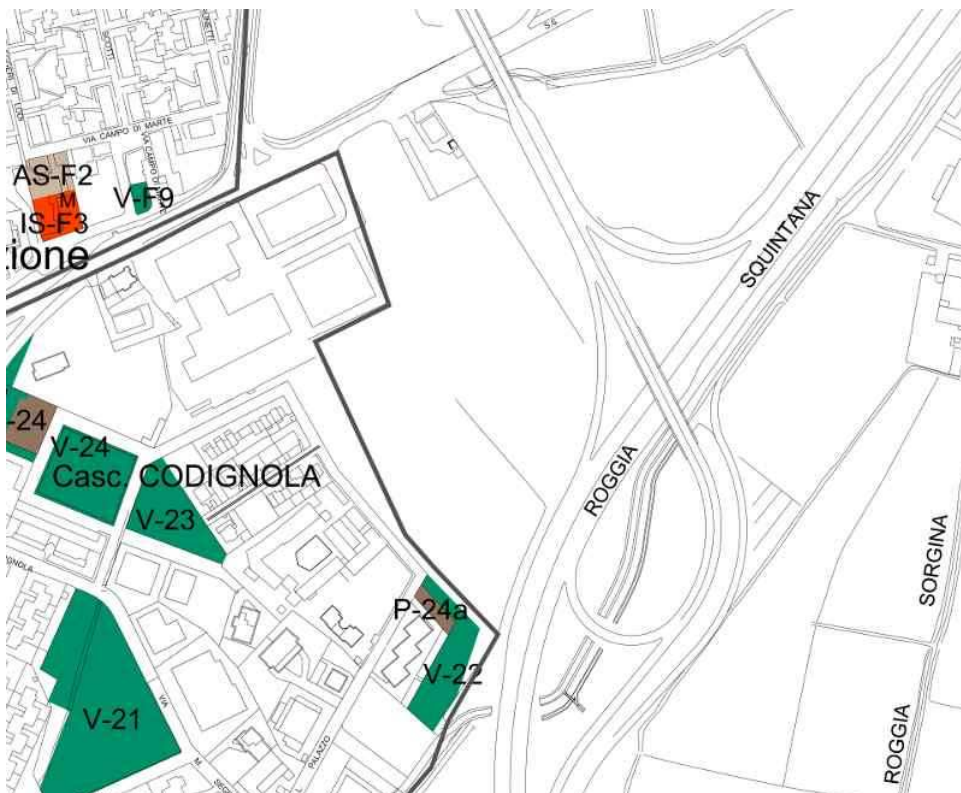 S.G
SCOTTI
VIA CAMPO DI MARTE
AS-F2
M
V-F9
IS-F3
zione
SQUINTANA
-24
V-24
Casc. CODIGNOLA
V-23
ROGGIA
P-24a
V-22
V-21
VIA
M.
PALAZZO
SORGINA
ROGGIA